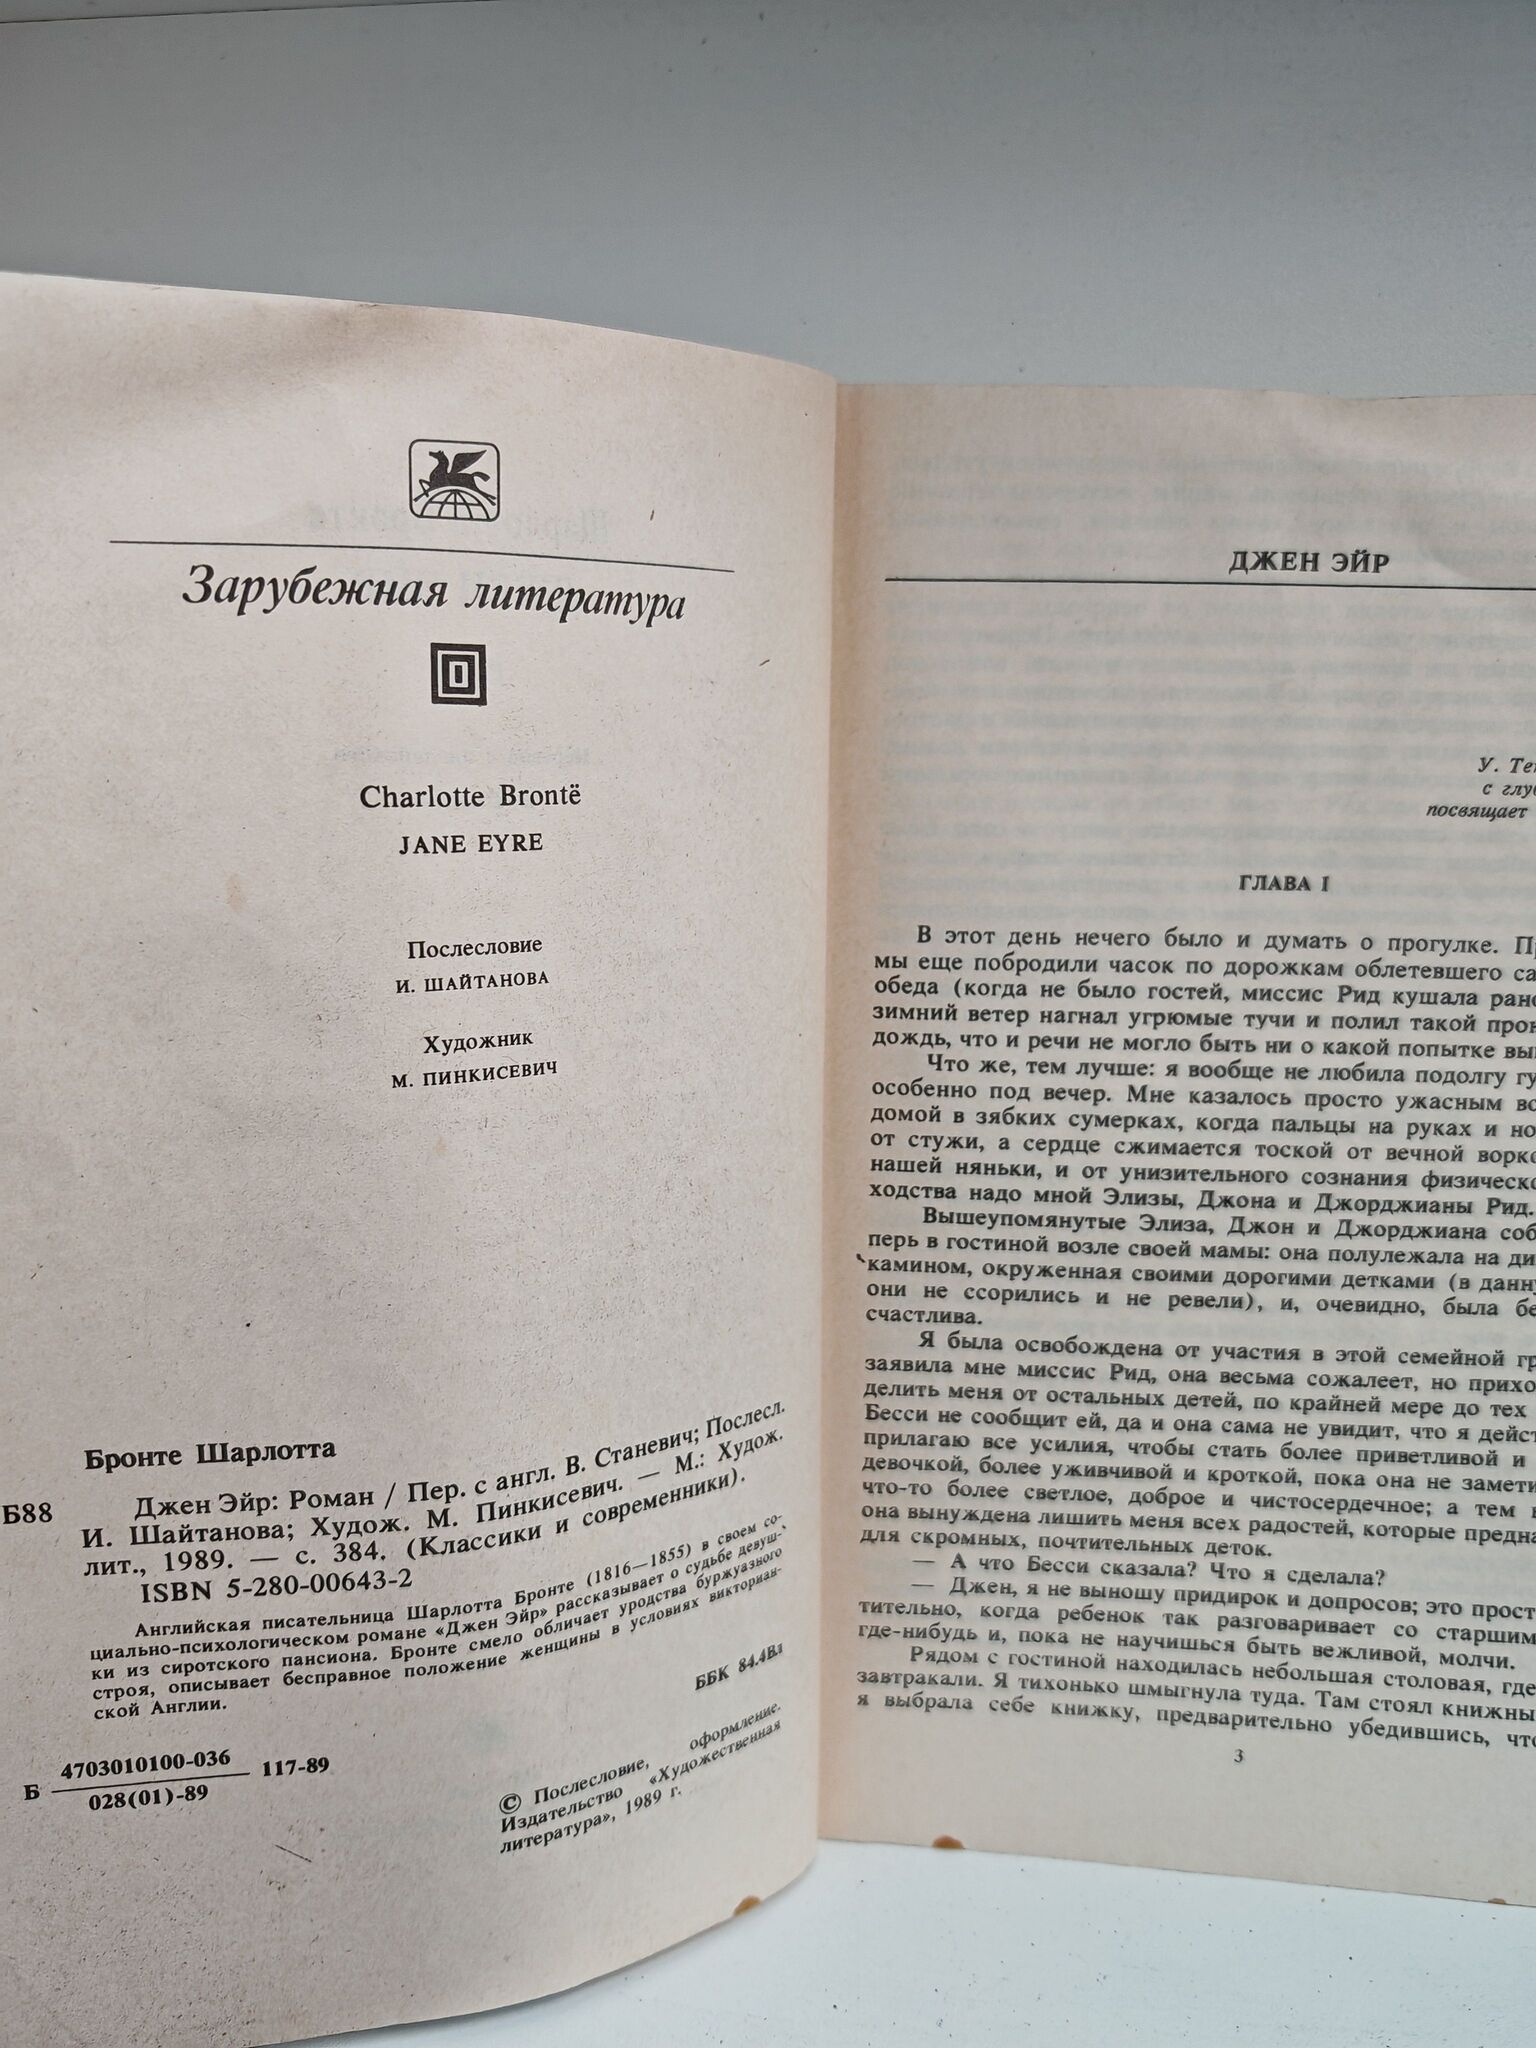 Зарубежная литература
Charlotte Brontë
JANE EYRE
Послесловие
И. ШАЙТАНОВА
Художник
М. ПИНКИСЕВИЧ
Бронте Шарлотта
Б88 Джен Эйр: Роман / Пер. с англ. В. Станевич; Послесл.
И. Шайтанова; Худож. М. Пинкисевич. — М.: Худож.
лит., 1989. — с. 384. (Классики и современники).
ISBN 5-280-00643-2
Английская писательница Шарлотта Бронте (1816—1855) в своем со-
циально-психологическом романе «Джен Эйр» рассказывает о судьбе девуш-
ки из сиротского пансиона. Бронте смело обличает уродства буржуазного
строя, описывает бесправное положение женщины в условиях викториан-
ской Англии.
Б 4703010100-036 117-89
028(01)-89
ББК 84.4Вл
© Послесловие, оформление.
Издательство «Художественная
литература», 1989 г.
ДЖЕН ЭЙР
У.
с
посвящает
ГЛАВА I
В этот день нечего было и думать о прогулке.
мы еще побродили часок по дорожкам облетевшего
обеда (когда не было гостей, миссис Рид кушала
зимний ветер нагнал угрюмые тучи и полил такой
дождь, что и речи не могло быть ни о какой попытке
Что же, тем лучше: я вообще не любила подолгу
особенно под вечер. Мне казалось просто ужасным
домой в зябких сумерках, когда пальцы на руках и
от стужи, а сердце сжимается тоской от вечной
нашей няньки, и от унизительного сознания
ходства надо мной Элизы, Джона и Джорджианы Рид.
Вышеупомянутые Элиза, Джон и Джорджиана
перь в гостиной возле своей мамы: она полулежала на
камином, окруженная своими дорогими детками (в
они не ссорились и не ревели), и, очевидно, была
счастлива.
Я была освобождена от участия в этой семейной
заявила мне миссис Рид, она весьма сожалеет, но
делить меня от остальных детей, по крайней мере до тех
Бесси не сообщит ей, да и она сама не увидит, что я
прилагаю все усилия, чтобы стать более приветливой и
девочкой, более уживчивой и кроткой, пока она не
что-то более светлое, доброе и чистосердечное; а тем
она вынуждена лишить меня всех радостей, которые
для скромных, почтительных деток.
— А что Бесси сказала? Что я сделала?
— Джен, я не выношу придирок и допросов; это
тительно, когда ребенок так разговаривает со
где-нибудь и, пока не научишься быть вежливой, молчи.
Рядом с гостиной находилась небольшая столовая, где
завтракали. Я тихонько шмыгнула туда. Там стоял
я выбрала себе книжку, предварительно убедившись,
3